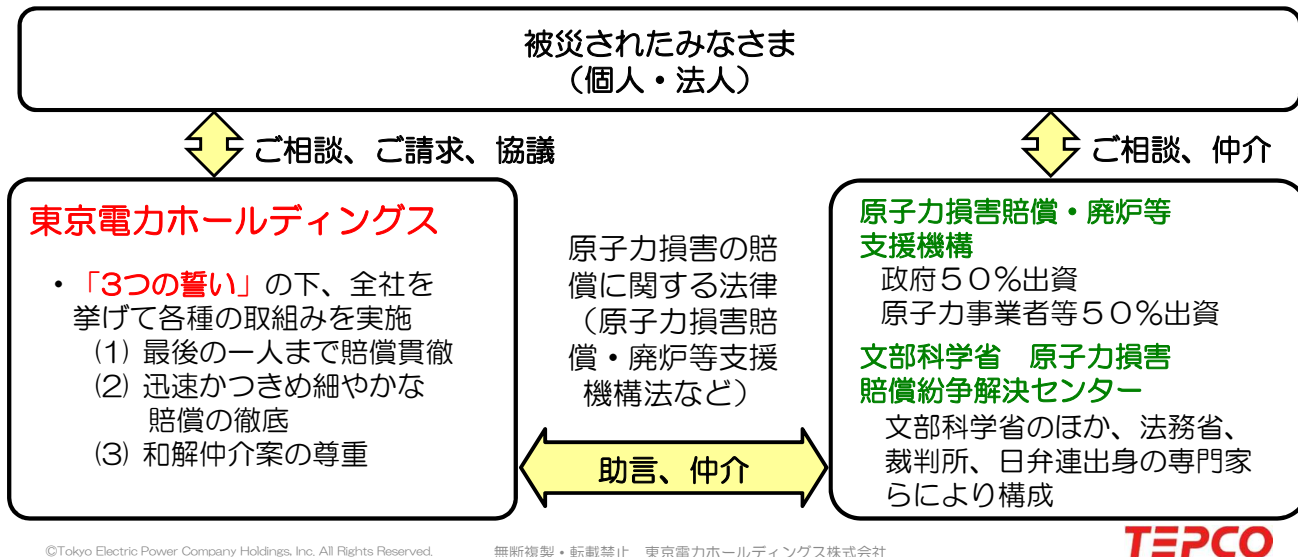 被災されたみなさま
（個人・法人）
ご相談、ご請求、協議
ご相談、仲介
東京電力ホールディングス
・「3つの誓い」の下、全社を
挙げて各種の取組みを実施
(1) 最後の一人まで賠償貫徹
(2) 迅速かつきめ細やかな
賠償の徹底
(3) 和解仲介案の尊重
原子力損害の賠
償に関する法律
（原子力損害賠
償・廃炉等支援
機構法など）
助言、仲介
原子力損害賠償・廃炉等
支援機構
政府５０％出資
原子力事業者等５０％出資
文部科学省　原子力損害
賠償紛争解決センター
文部科学省のほか、法務省、
裁判所、日弁連出身の専門家
らにより構成
©Tokyo Electric Power Company Holdings, Inc. All Rights Reserved.
無断複製・転載禁止　東京電力ホールディングス株式会社
TEPCO